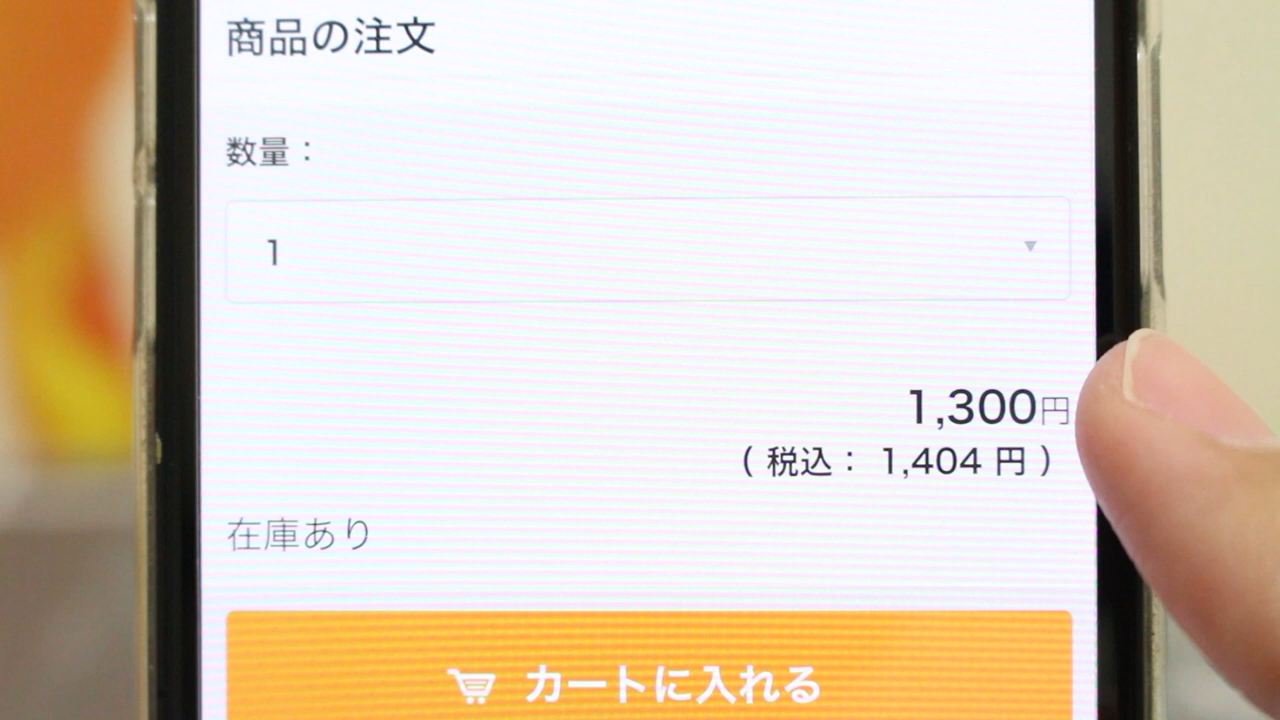 商品の注文
数量：
1
1,300円
（ 税込： 1,404 円 ）
在庫あり
カートに入れる